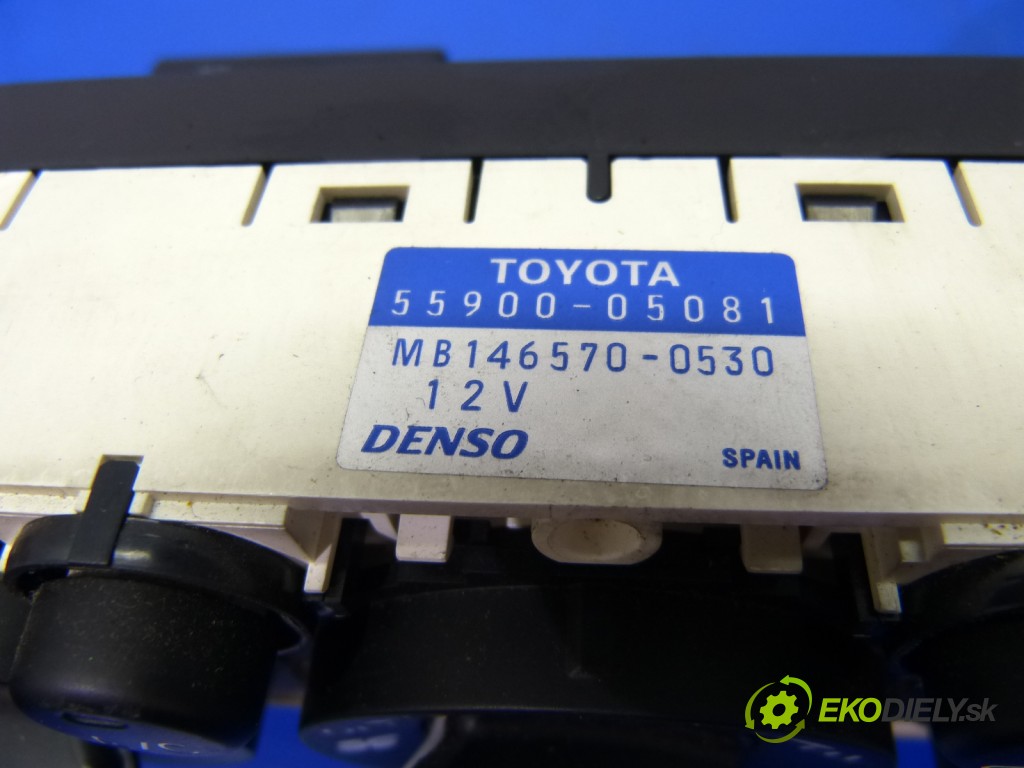 TOYOTA
55900-05081
MB146570-0530
12V
DENSO
SPAIN
EKODIELY.sk